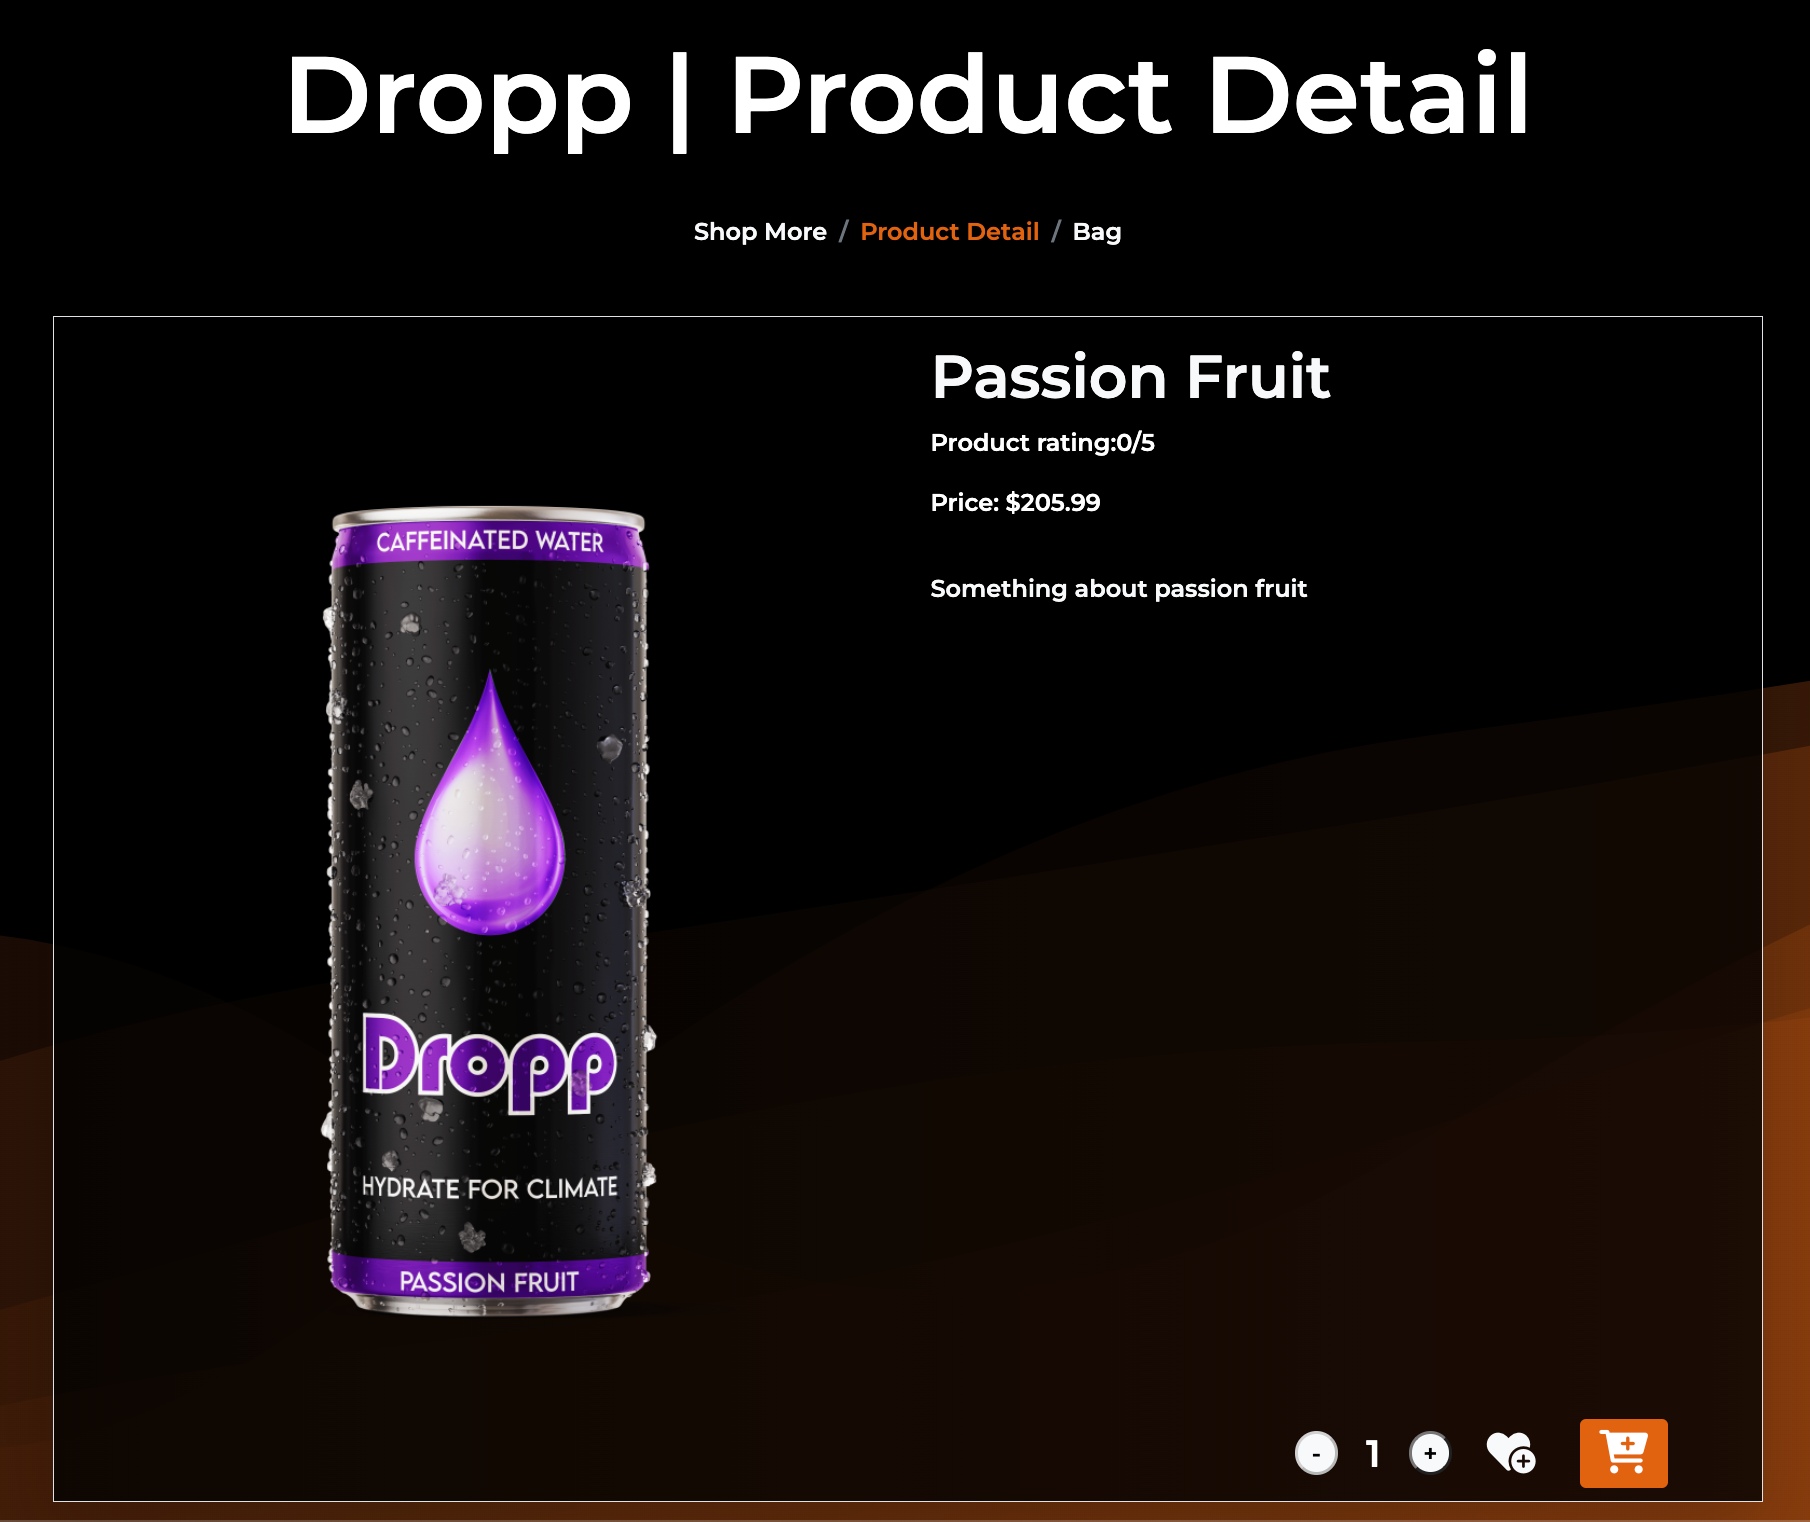 Dropp | Product Detail
Shop More / Product Detail / Bag
Passion Fruit
Product rating:0/5
Price: $205.99
Something about passion fruit
CAFFEINATED WATER
Dropp
HYDRATE FOR CLIMATE
PASSION FRUIT
- 1 +